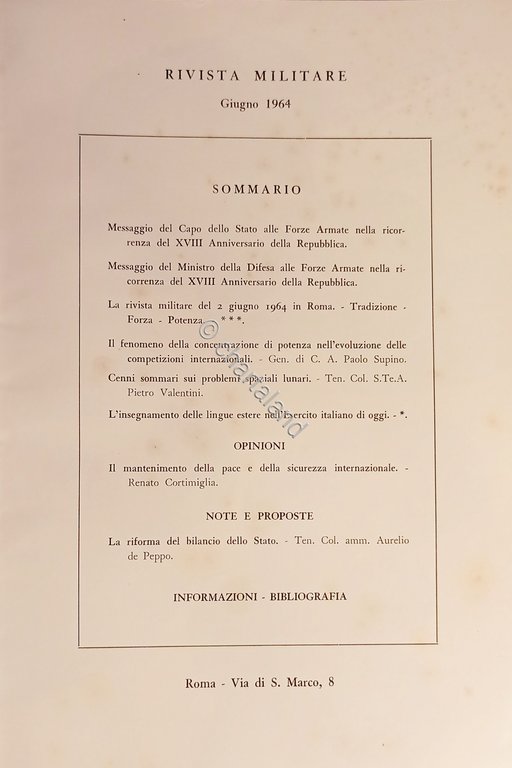 RIVISTA MILITARE
Giugno 1964
SOMMARIO
Messaggio del Capo dello Stato alle Forze Armate nella ricor-
renza del XVIII Anniversario della Repubblica.
Messaggio del Ministro della Difesa alle Forze Armate nella ri-
correnza del XVIII Anniversario della Repubblica.
La rivista militare del 2 giugno 1964 in Roma. - Tradizione -
Forza - Potenza. - * * *.
Il fenomeno della concentrazione di potenza nell'evoluzione delle
competizioni internazionali. - Gen. di C. A. Paolo Supino.
Cenni sommari sui problemi spaziali lunari. - Ten. Col. S.Te.A.
Pietro Valentini.
L'insegnamento delle lingue estere nell'Esercito italiano di oggi. - *.
OPINIONI
Il mantenimento della pace e della sicurezza internazionale. -
Renato Cortimiglia.
NOTE E PROPOSTE
La riforma del bilancio dello Stato. - Ten. Col. amm. Aurelio
de Peppo.
INFORMAZIONI - BIBLIOGRAFIA
Roma - Via di S. Marco, 8
© chartaland